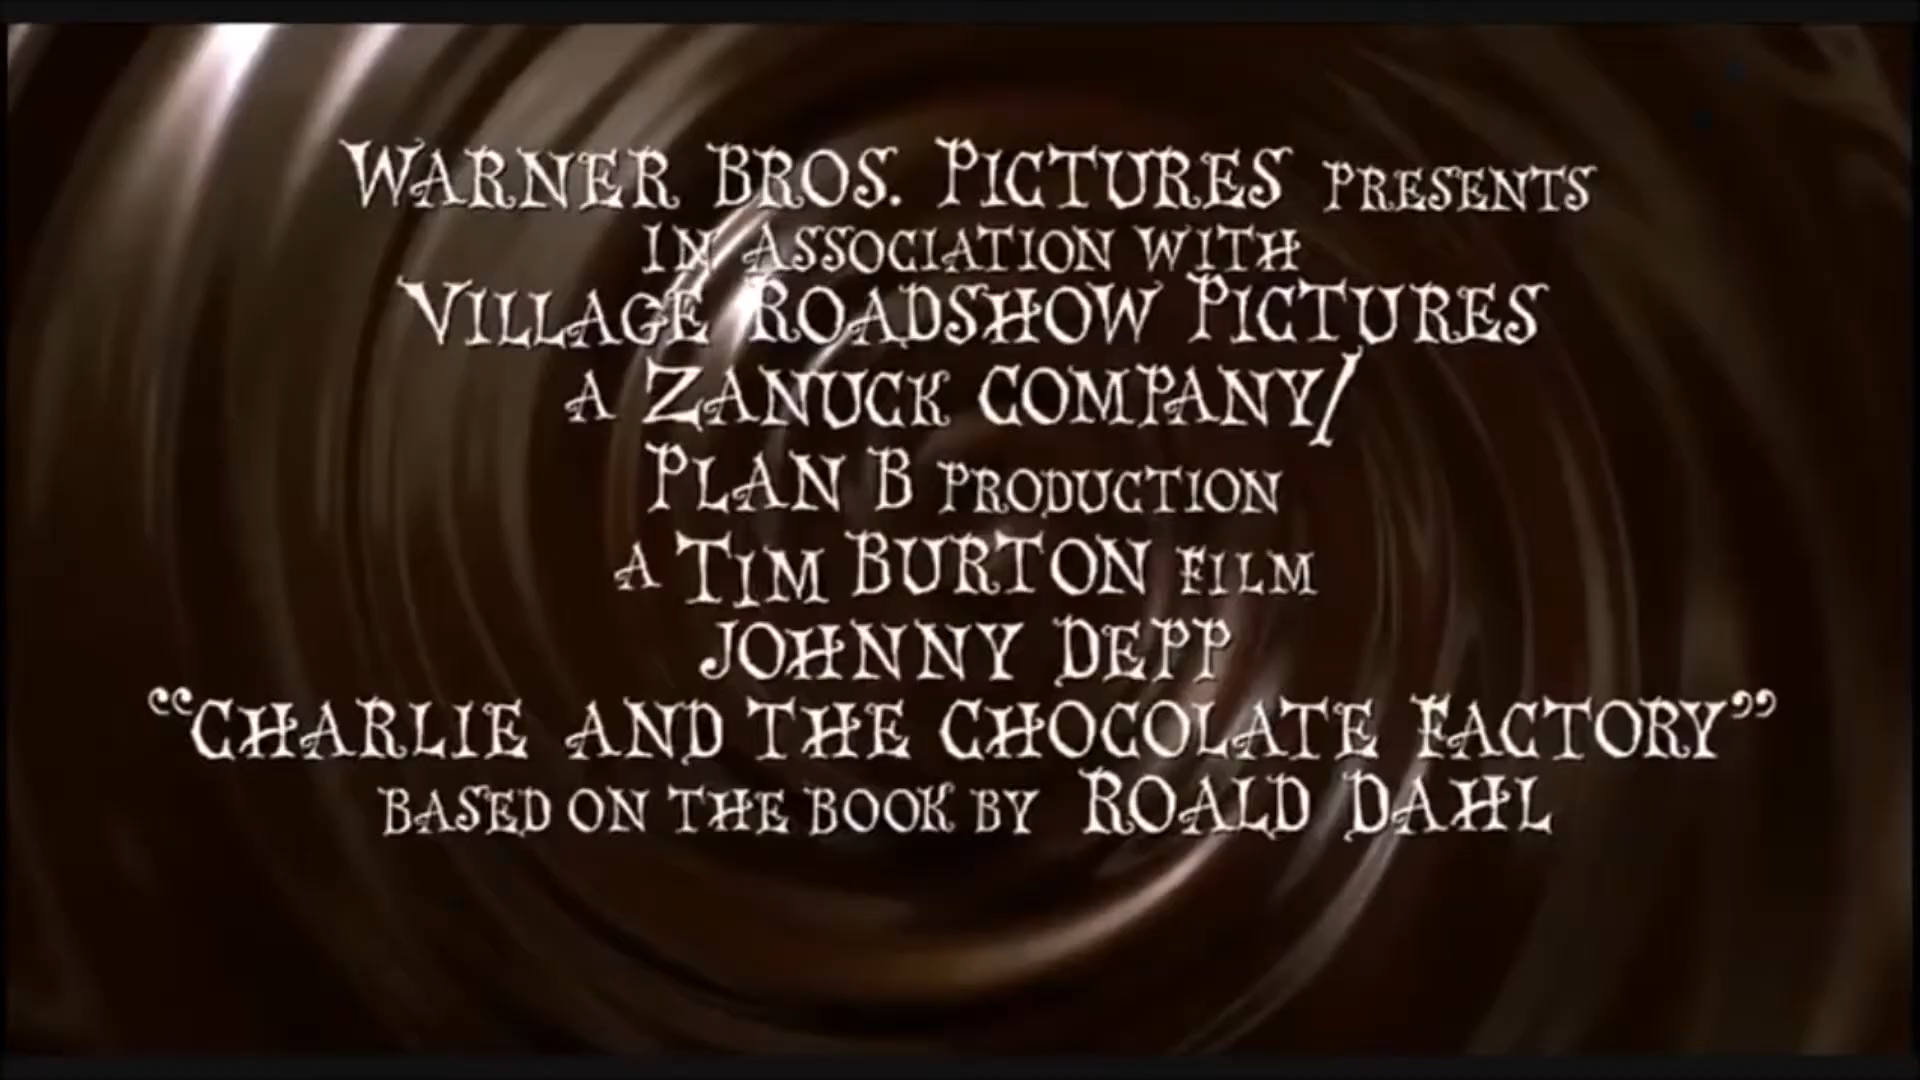 WARNER BROS. PICTURES PRESENTS
IN ASSOCIATION WITH
VILLAGE ROADSHOW PICTURES
A ZANUCK COMPANY/
PLAN B PRODUCTION
A TIM BURTON FILM
JOHNNY DEPP
“CHARLIE AND THE CHOCOLATE FACTORY”
BASED ON THE BOOK BY ROALD DAHL